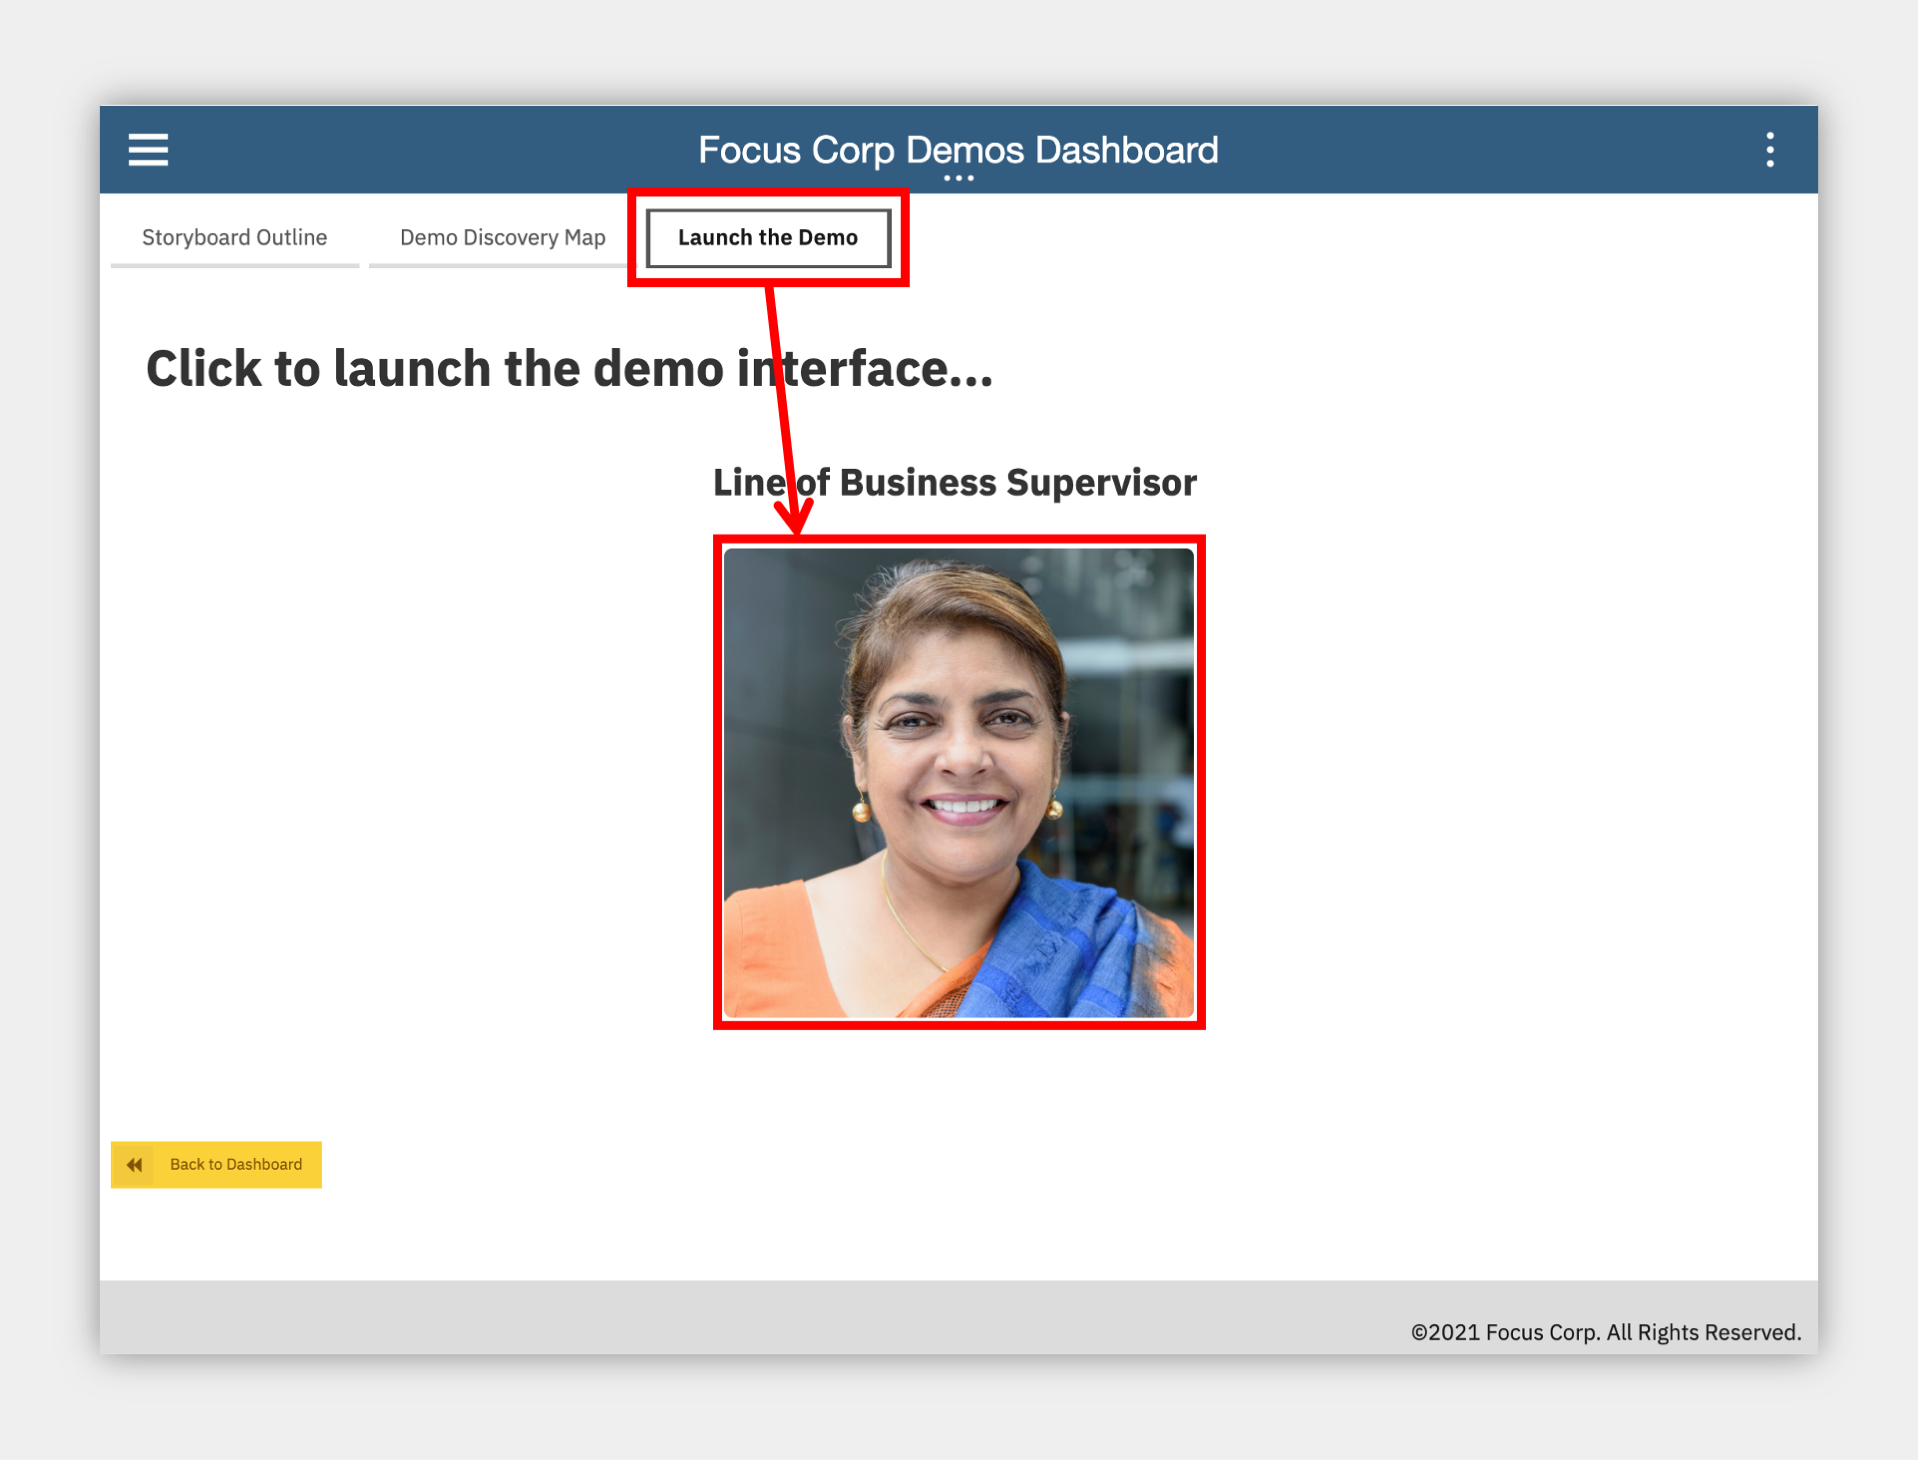 Focus Corp Demos Dashboard
Storyboard Outline
Demo Discovery Map
Launch the Demo
Click to launch the demo interface...
Line of Business Supervisor
Back to Dashboard
©2021 Focus Corp. All Rights Reserved.